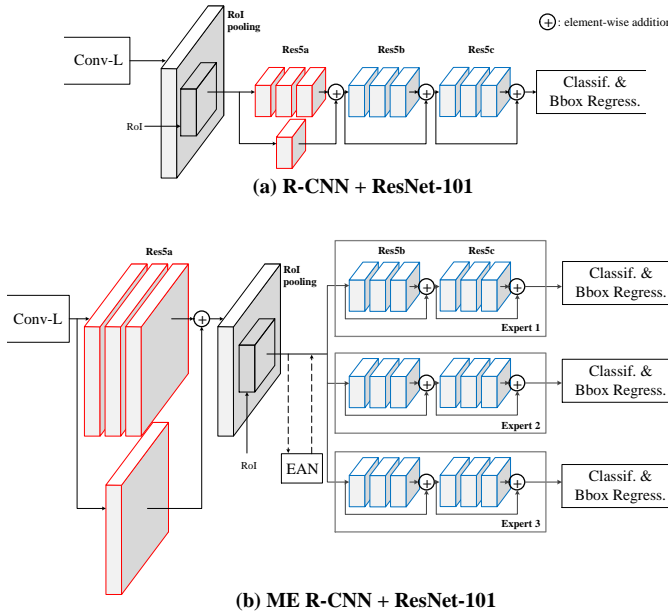 RoI
pooling
+ : element-wise addition
Conv-L
Res5a
Res5b
Res5c
Classif. &
Bbox Regress.
RoI
(a) R-CNN + ResNet-101
Res5a
RoI
pooling
Res5b
Res5c
Conv-L
Classif. &
Bbox Regress.
Expert 1
Classif. &
Bbox Regress.
Expert 2
RoI
EAN
Classif. &
Bbox Regress.
Expert 3
(b) ME R-CNN + ResNet-101